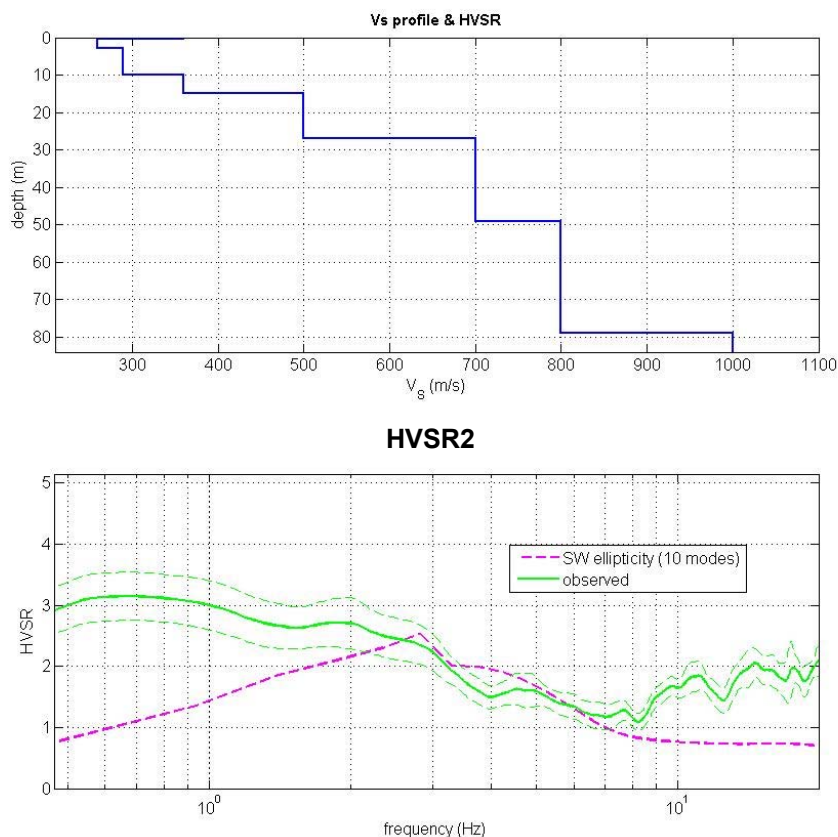 Vs profile & HVSR
0
10
20
30
40
50
60
70
80
depth (m)
300 400 500 600 700 800 900 1000 1100
V_S (m/s)
HVSR2
5
4
3
2
1
0
HVSR
SW ellipticity (10 modes)
observed
10^0 10^1
frequency (Hz)